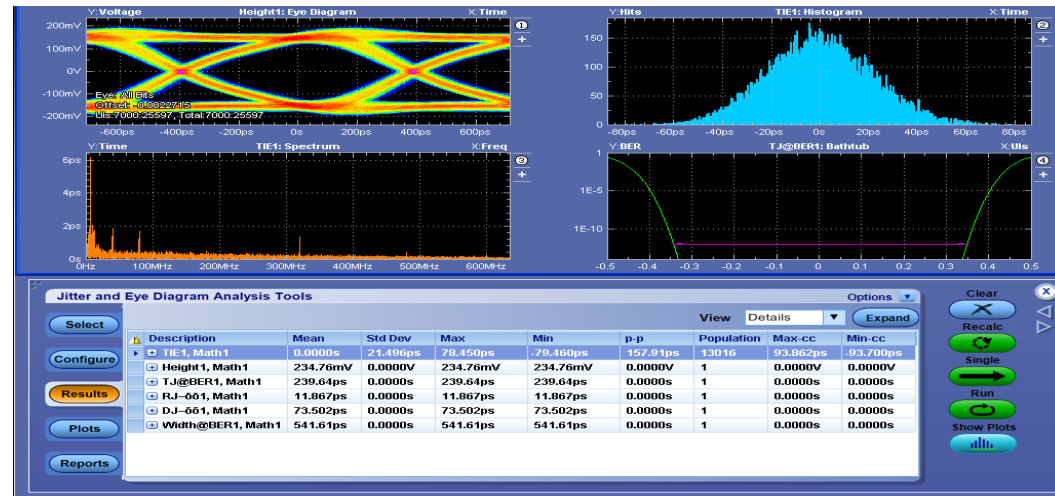 Y:Voltage Height1: Eye Diagram X:Time
200mV
100mV
0V
-100mV
-200mV
Eye: All Bits
Offset: -0.0022715
UIs:7000:25597, Total:7000:25597
-600ps -400ps -200ps 0s 200ps 400ps 600ps
1
+
Y:Hits TIE1: Histogram X:Time
150
100
50
0
-80ps -60ps -40ps -20ps 0s 20ps 40ps 60ps 80ps
2
+
Y:Time TIE1: Spectrum X:Freq
6ps
4ps
2ps
0s
0Hz 100MHz 200MHz 300MHz 400MHz 500MHz 600MHz
3
+
Y:BER TJ@BER1: Bathtub X:UIs
1
1E-5
1E-10
-0.5 -0.4 -0.3 -0.2 -0.1 0 0.1 0.2 0.3 0.4 0.5
4
+
Jitter and Eye Diagram Analysis Tools
Options
View Details Expand
Select
Configure
Results
Plots
Reports
Description Mean Std Dev Max Min p-p Population Max-cc Min-cc
TIE1, Math1 0.0000s 21.496ps 78.450ps -79.460ps 157.91ps 13016 93.862ps -93.700ps
Height1, Math1 234.76mV 0.0000V 234.76mV 234.76mV 0.0000V 1 0.0000V 0.0000V
TJ@BER1, Math1 239.64ps 0.0000s 239.64ps 239.64ps 0.0000s 1 0.0000s 0.0000s
RJ–δδ1, Math1 11.867ps 0.0000s 11.867ps 11.867ps 0.0000s 1 0.0000s 0.0000s
DJ–δδ1, Math1 73.502ps 0.0000s 73.502ps 73.502ps 0.0000s 1 0.0000s 0.0000s
Width@BER1, Math1 541.61ps 0.0000s 541.61ps 541.61ps 0.0000s 1 0.0000s 0.0000s
Clear
Recalc
Single
Run
Show Plots